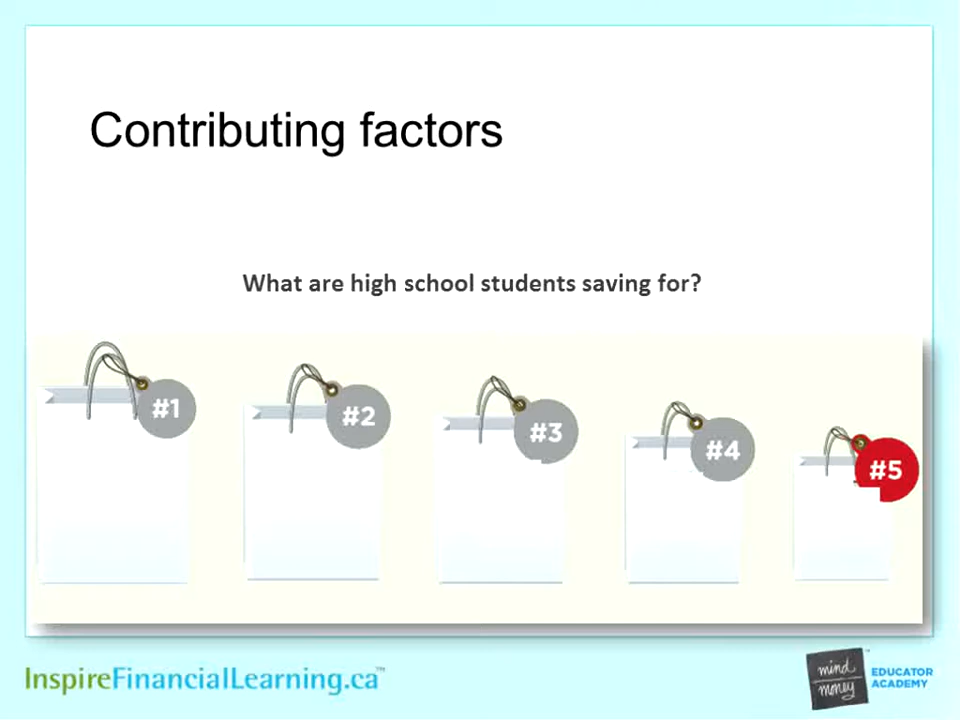 Contributing factors
What are high school students saving for?
#1
#2
#3
#4
#5
InspireFinancialLearning.ca™
mind
money
EDUCATOR
ACADEMY